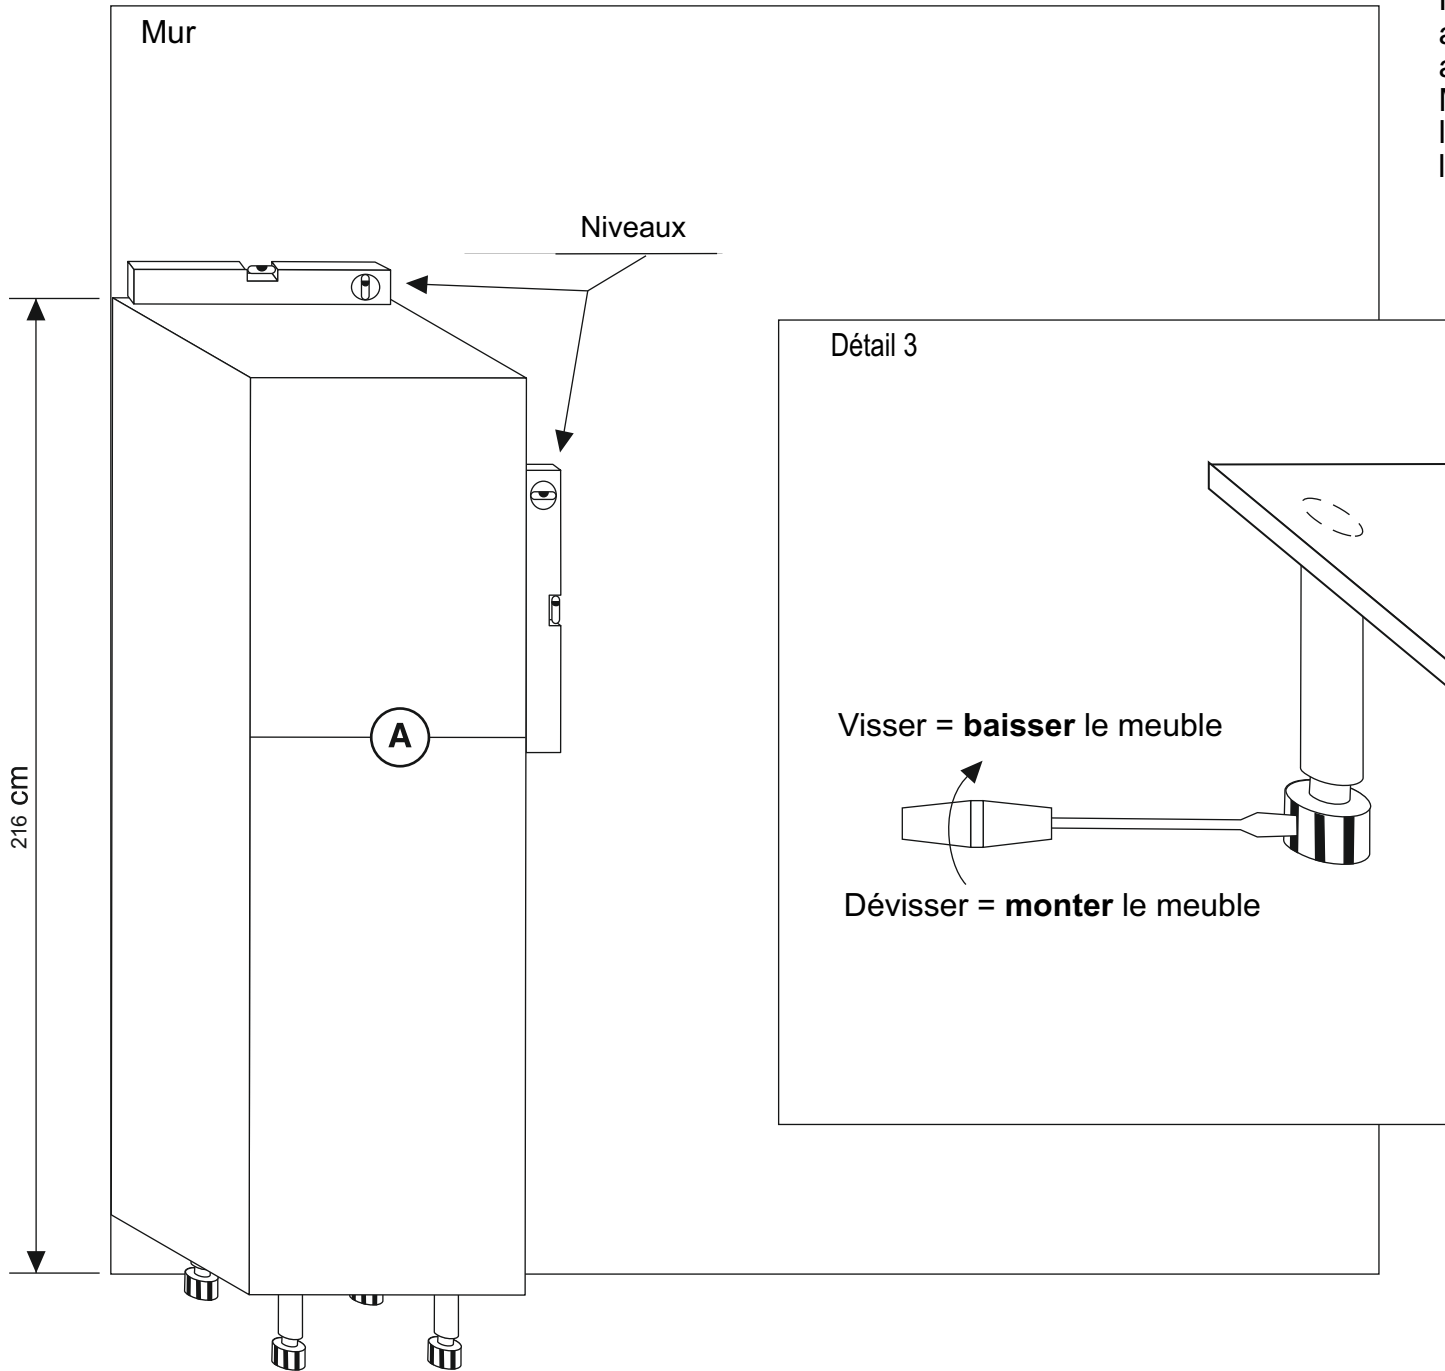 Mur
Niveaux
Détail 3
A
216 cm
Visser = baisser le meuble
Dévisser = monter le meuble